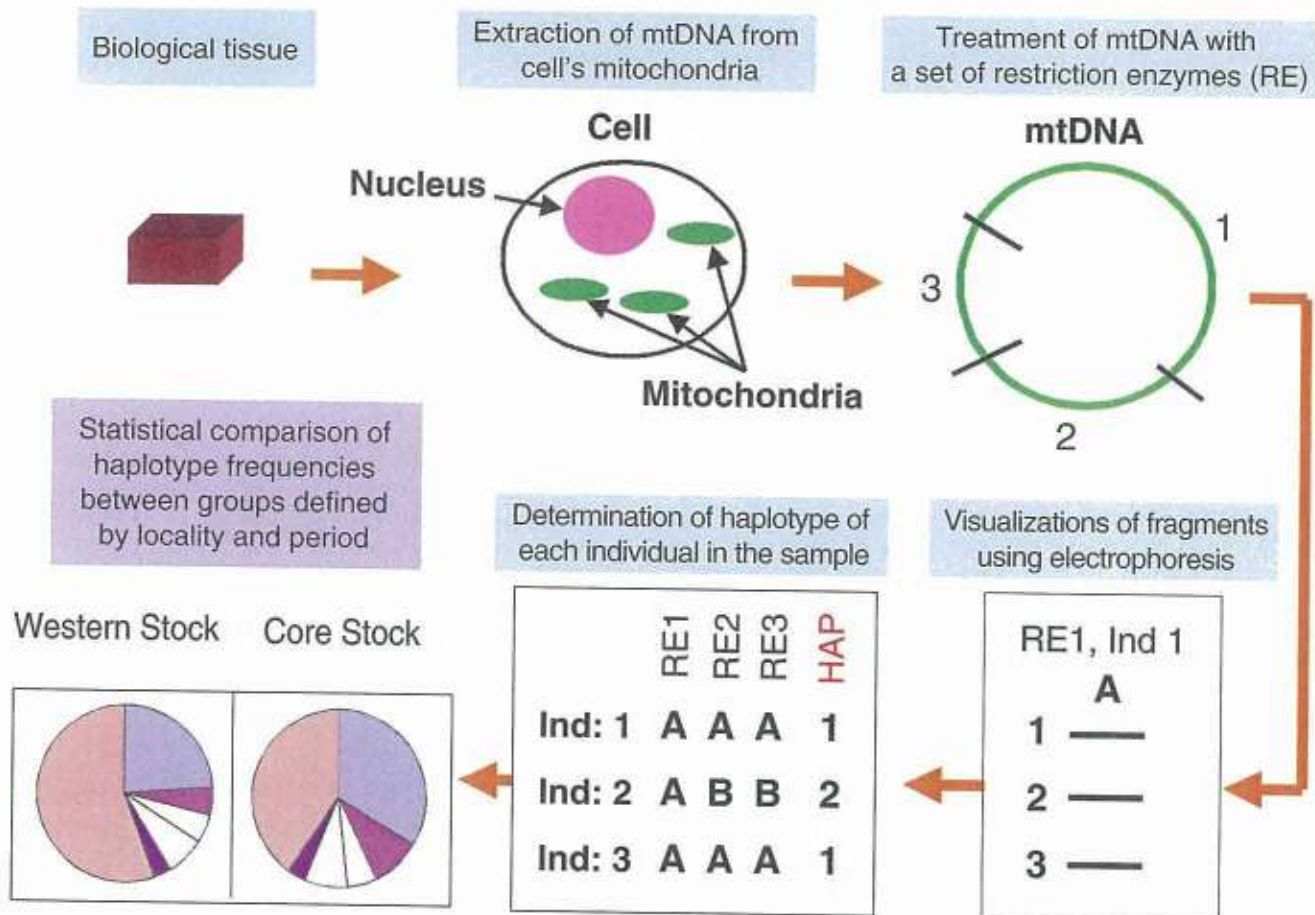 Biological tissue
Extraction of mtDNA from
cell's mitochondria
Treatment of mtDNA with
a set of restriction enzymes (RE)
Cell
Nucleus
Mitochondria
mtDNA
1
3
2
Visualizations of fragments
using electrophoresis
RE1, Ind 1
A
1
2
3
Determination of haplotype of
each individual in the sample
RE1 RE2 RE3 HAP
Ind: 1 A A A 1
Ind: 2 A B B 2
Ind: 3 A A A 1
Statistical comparison of
haplotype frequencies
between groups defined
by locality and period
Western Stock Core Stock